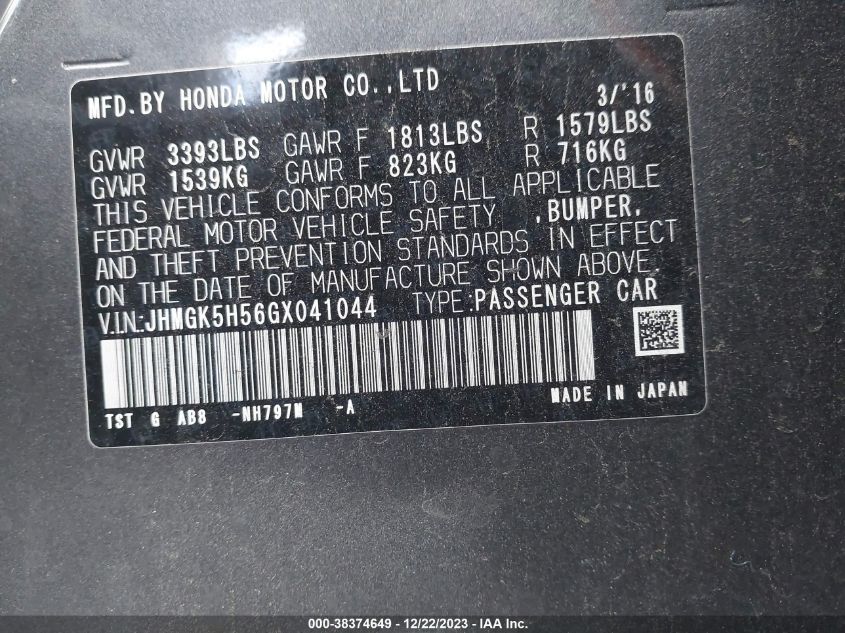 MFD. BY HONDA MOTOR CO.,LTD 3/'16
GVWR 3393LBS GAWR F 1813LBS R 1579LBS
GVWR 1539KG GAWR F 823KG R 716KG
THIS VEHICLE CONFORMS TO ALL APPLICABLE
FEDERAL MOTOR VEHICLE SAFETY ,BUMPER,
AND THEFT PREVENTION STANDARDS IN EFFECT
ON THE DATE OF MANUFACTURE SHOWN ABOVE.
V.I.N:JHMGK5H56GX041044 TYPE:PASSENGER CAR
MADE IN JAPAN
TST G AB8 -NH797M -A
000-38374649 - 12/22/2023 - IAA Inc.